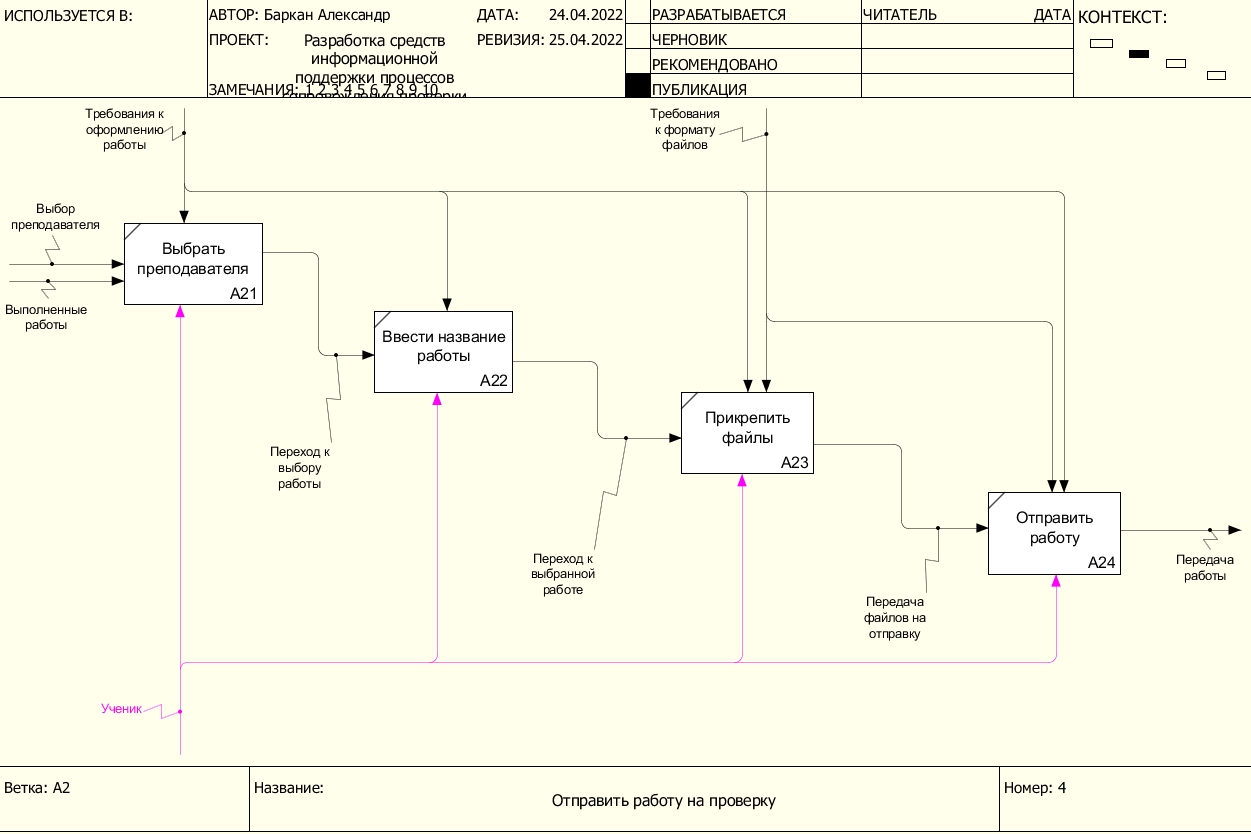 ИСПОЛЬЗУЕТСЯ В:
АВТОР: Баркан Александр
ДАТА: 24.04.2022
РАЗРАБАТЫВАЕТСЯ
ЧИТАТЕЛЬ
ДАТА
КОНТЕКСТ:
ПРОЕКТ: Разработка средств
информационной
поддержки процессов
сопровождения проверки
РЕВИЗИЯ: 25.04.2022
ЧЕРНОВИК
РЕКОМЕНДОВАНО
ЗАМЕЧАНИЯ: 1 2 3 4 5 6 7 8 9 10
ПУБЛИКАЦИЯ
Требования к
оформлению
работы
Требования
к формату
файлов
Выбор
преподавателя
Выполненные
работы
Выбрать
преподавателя
A21
Ввести название
работы
A22
Прикрепить
файлы
A23
Отправить
работу
A24
Переход к
выбору
работы
Переход к
выбранной
работе
Передача
файлов на
отправку
Передача
работы
Ученик
Ветка: A2
Название:
Отправить работу на проверку
Номер: 4